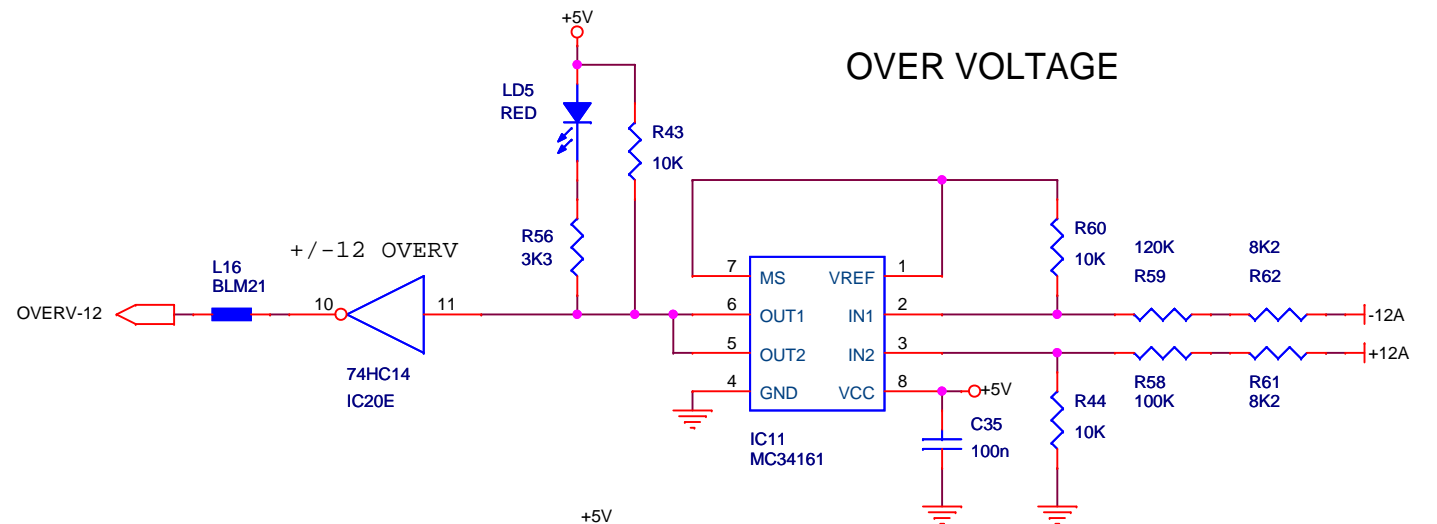 +5V
OVER VOLTAGE
LD5
RED
R43
10K
+/-12 OVERV
R56
3K3
L16
BLM21
OVERV-12
10
11
74HC14
IC20E
7 MS VREF 1
6 OUT1 IN1 2
5 OUT2 IN2 3
4 GND VCC 8
IC11
MC34161
R60
10K
120K 8K2
R59 R62
-12A
+12A
R58 R61
100K 8K2
+5V
R44
10K
C35
100n
+5V